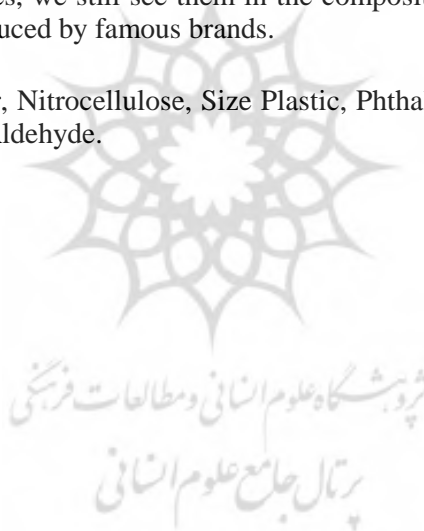 es, we still see them in the composit
uced by famous brands.
, Nitrocellulose, Size Plastic, Phtha
ldehyde.
پژوهشگاه علوم انسانی و مطالعات فرهنگی
پرتال جامع علوم انسانی